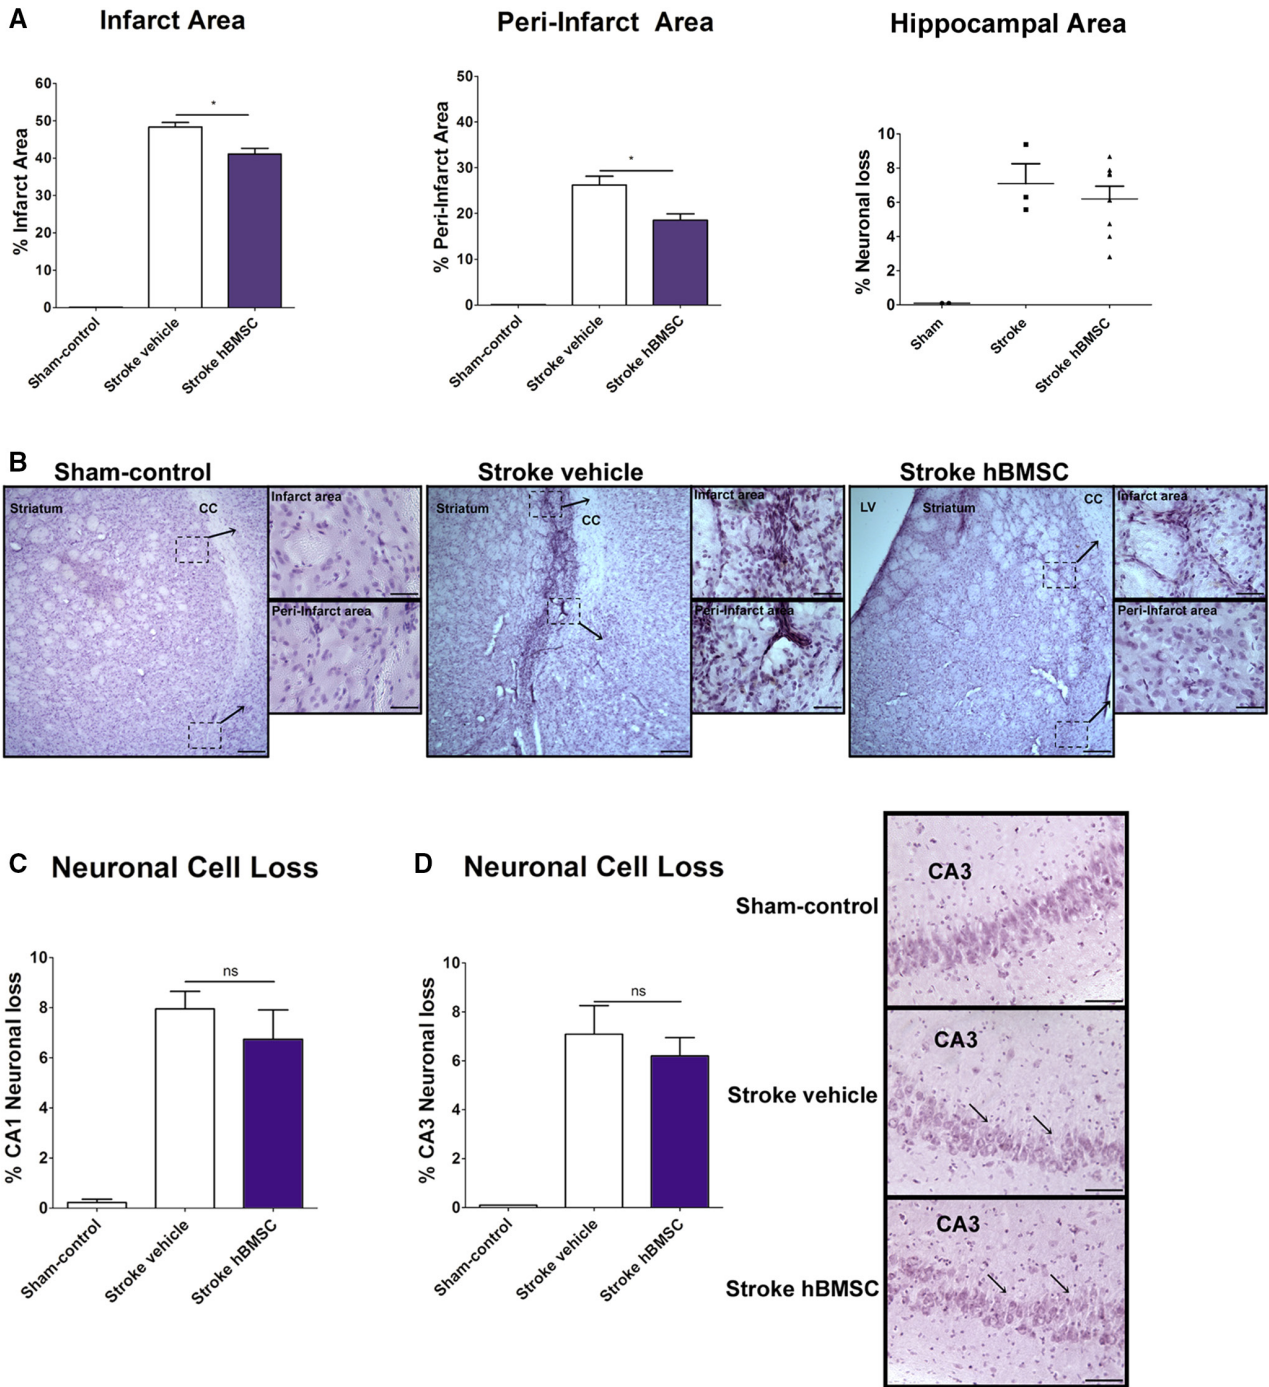 A
Infarct Area
% Infarct Area
60
50
40
30
20
10
0
*
Sham-control
Stroke vehicle
Stroke hBMSC
Peri-Infarct Area
% Peri-Infarct Area
50
40
30
20
10
0
*
Sham-control
Stroke vehicle
Stroke hBMSC
Hippocampal Area
% Neuronal loss
10
8
6
4
2
0
Sham
Stroke
Stroke hBMSC
B
Sham-control
Striatum
CC
Infarct area
Peri-Infarct area
Stroke vehicle
Striatum
CC
Infarct area
Peri-Infarct area
Stroke hBMSC
LV
Striatum
CC
Infarct area
Peri-Infarct area
C
Neuronal Cell Loss
% CA1 Neuronal loss
10
8
6
4
2
0
ns
Sham-control
Stroke vehicle
Stroke hBMSC
D
Neuronal Cell Loss
% CA3 Neuronal loss
10
8
6
4
2
0
ns
Sham-control
Stroke vehicle
Stroke hBMSC
Sham-control
CA3
Stroke vehicle
CA3
Stroke hBMSC
CA3